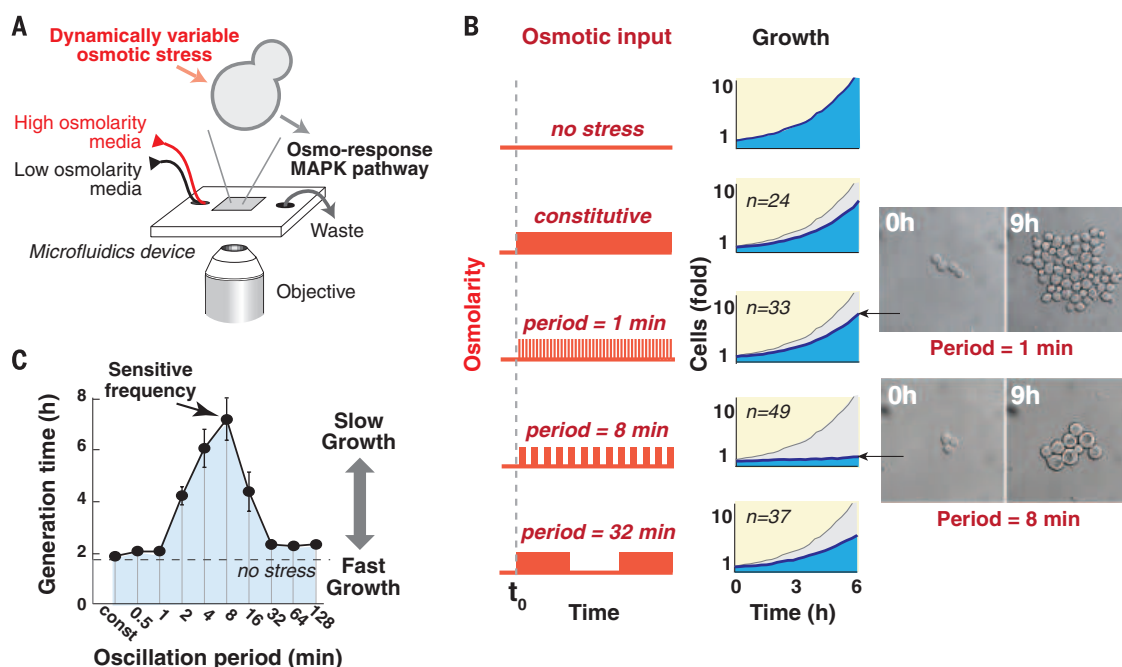 A
Dynamically variable
osmotic stress
High osmolarity
media
Low osmolarity
media
Osmo-response
MAPK pathway
Waste
Microfluidics device
Objective
B
Osmotic input
Growth
Osmolarity
no stress
constitutive
period = 1 min
period = 8 min
period = 32 min
t0
Time
Cells (fold)
10
1
n=24
10
1
n=33
10
1
n=49
10
1
n=37
10
1
0
3
6
Time (h)
0h
9h
Period = 1 min
0h
9h
Period = 8 min
C
Sensitive
frequency
Generation time (h)
8
6
4
2
0
no stress
Slow
Growth
Fast
Growth
const
0.5
1
2
4
8
16
32
64
128
Oscillation period (min)